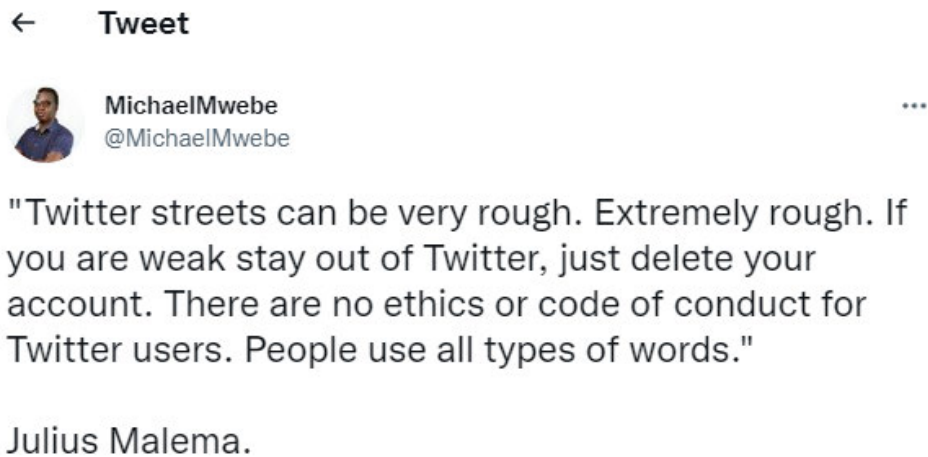 Tweet
MichaelMwebe
@MichaelMwebe
"Twitter streets can be very rough. Extremely rough. If
you are weak stay out of Twitter, just delete your
account. There are no ethics or code of conduct for
Twitter users. People use all types of words."
Julius Malema.